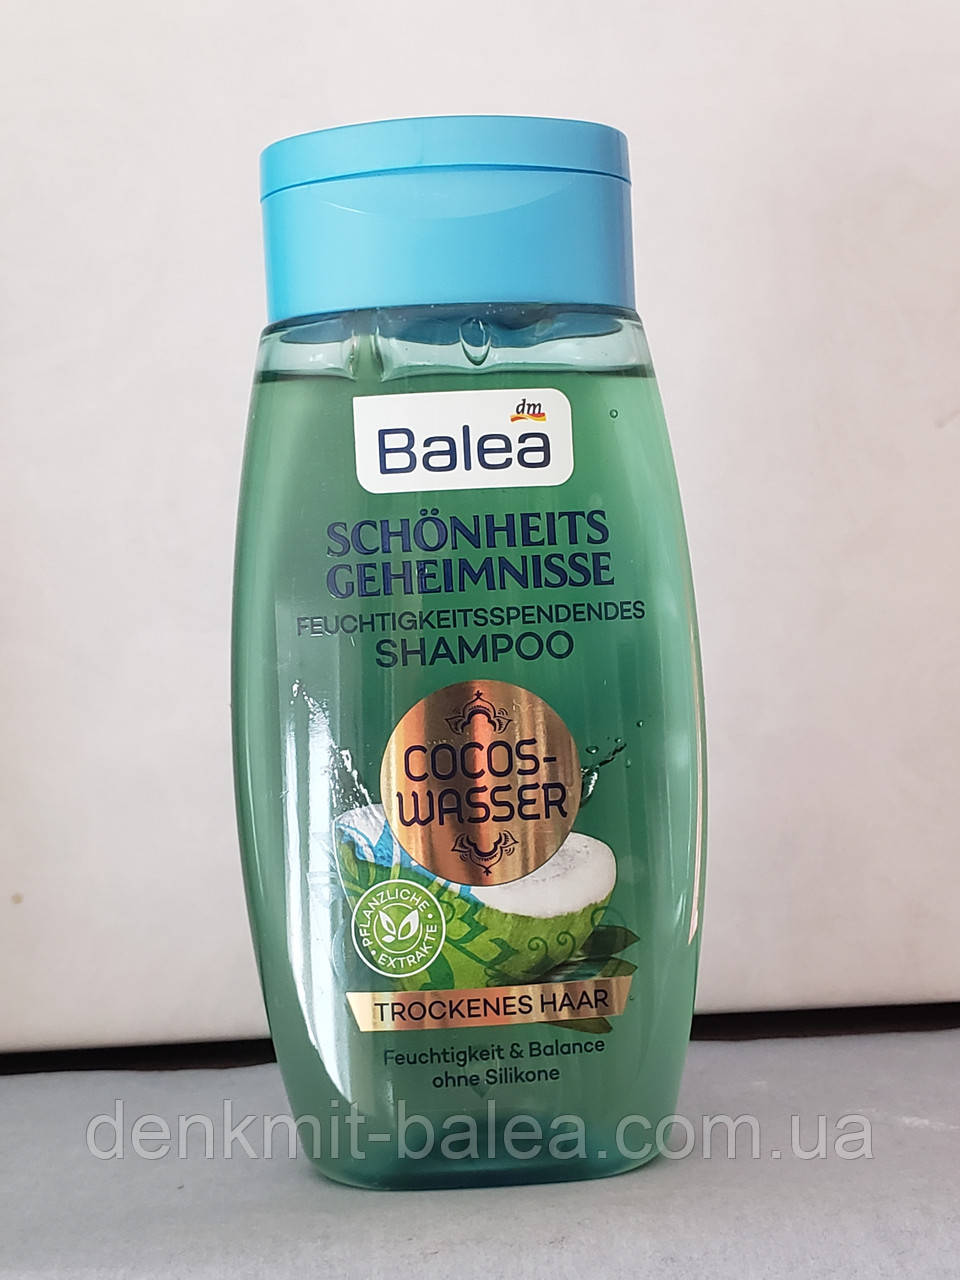 dm
Balea
SCHÖNHEITS
GEHEIMNISSE
FEUCHTIGKEITSSPENDENDES
SHAMPOO
COCOS-
WASSER
PFLANZLICHE
• EXTRAKTE •
TROCKENES HAAR
Feuchtigkeit & Balance
ohne Silikone
denkmit-balea.com.ua